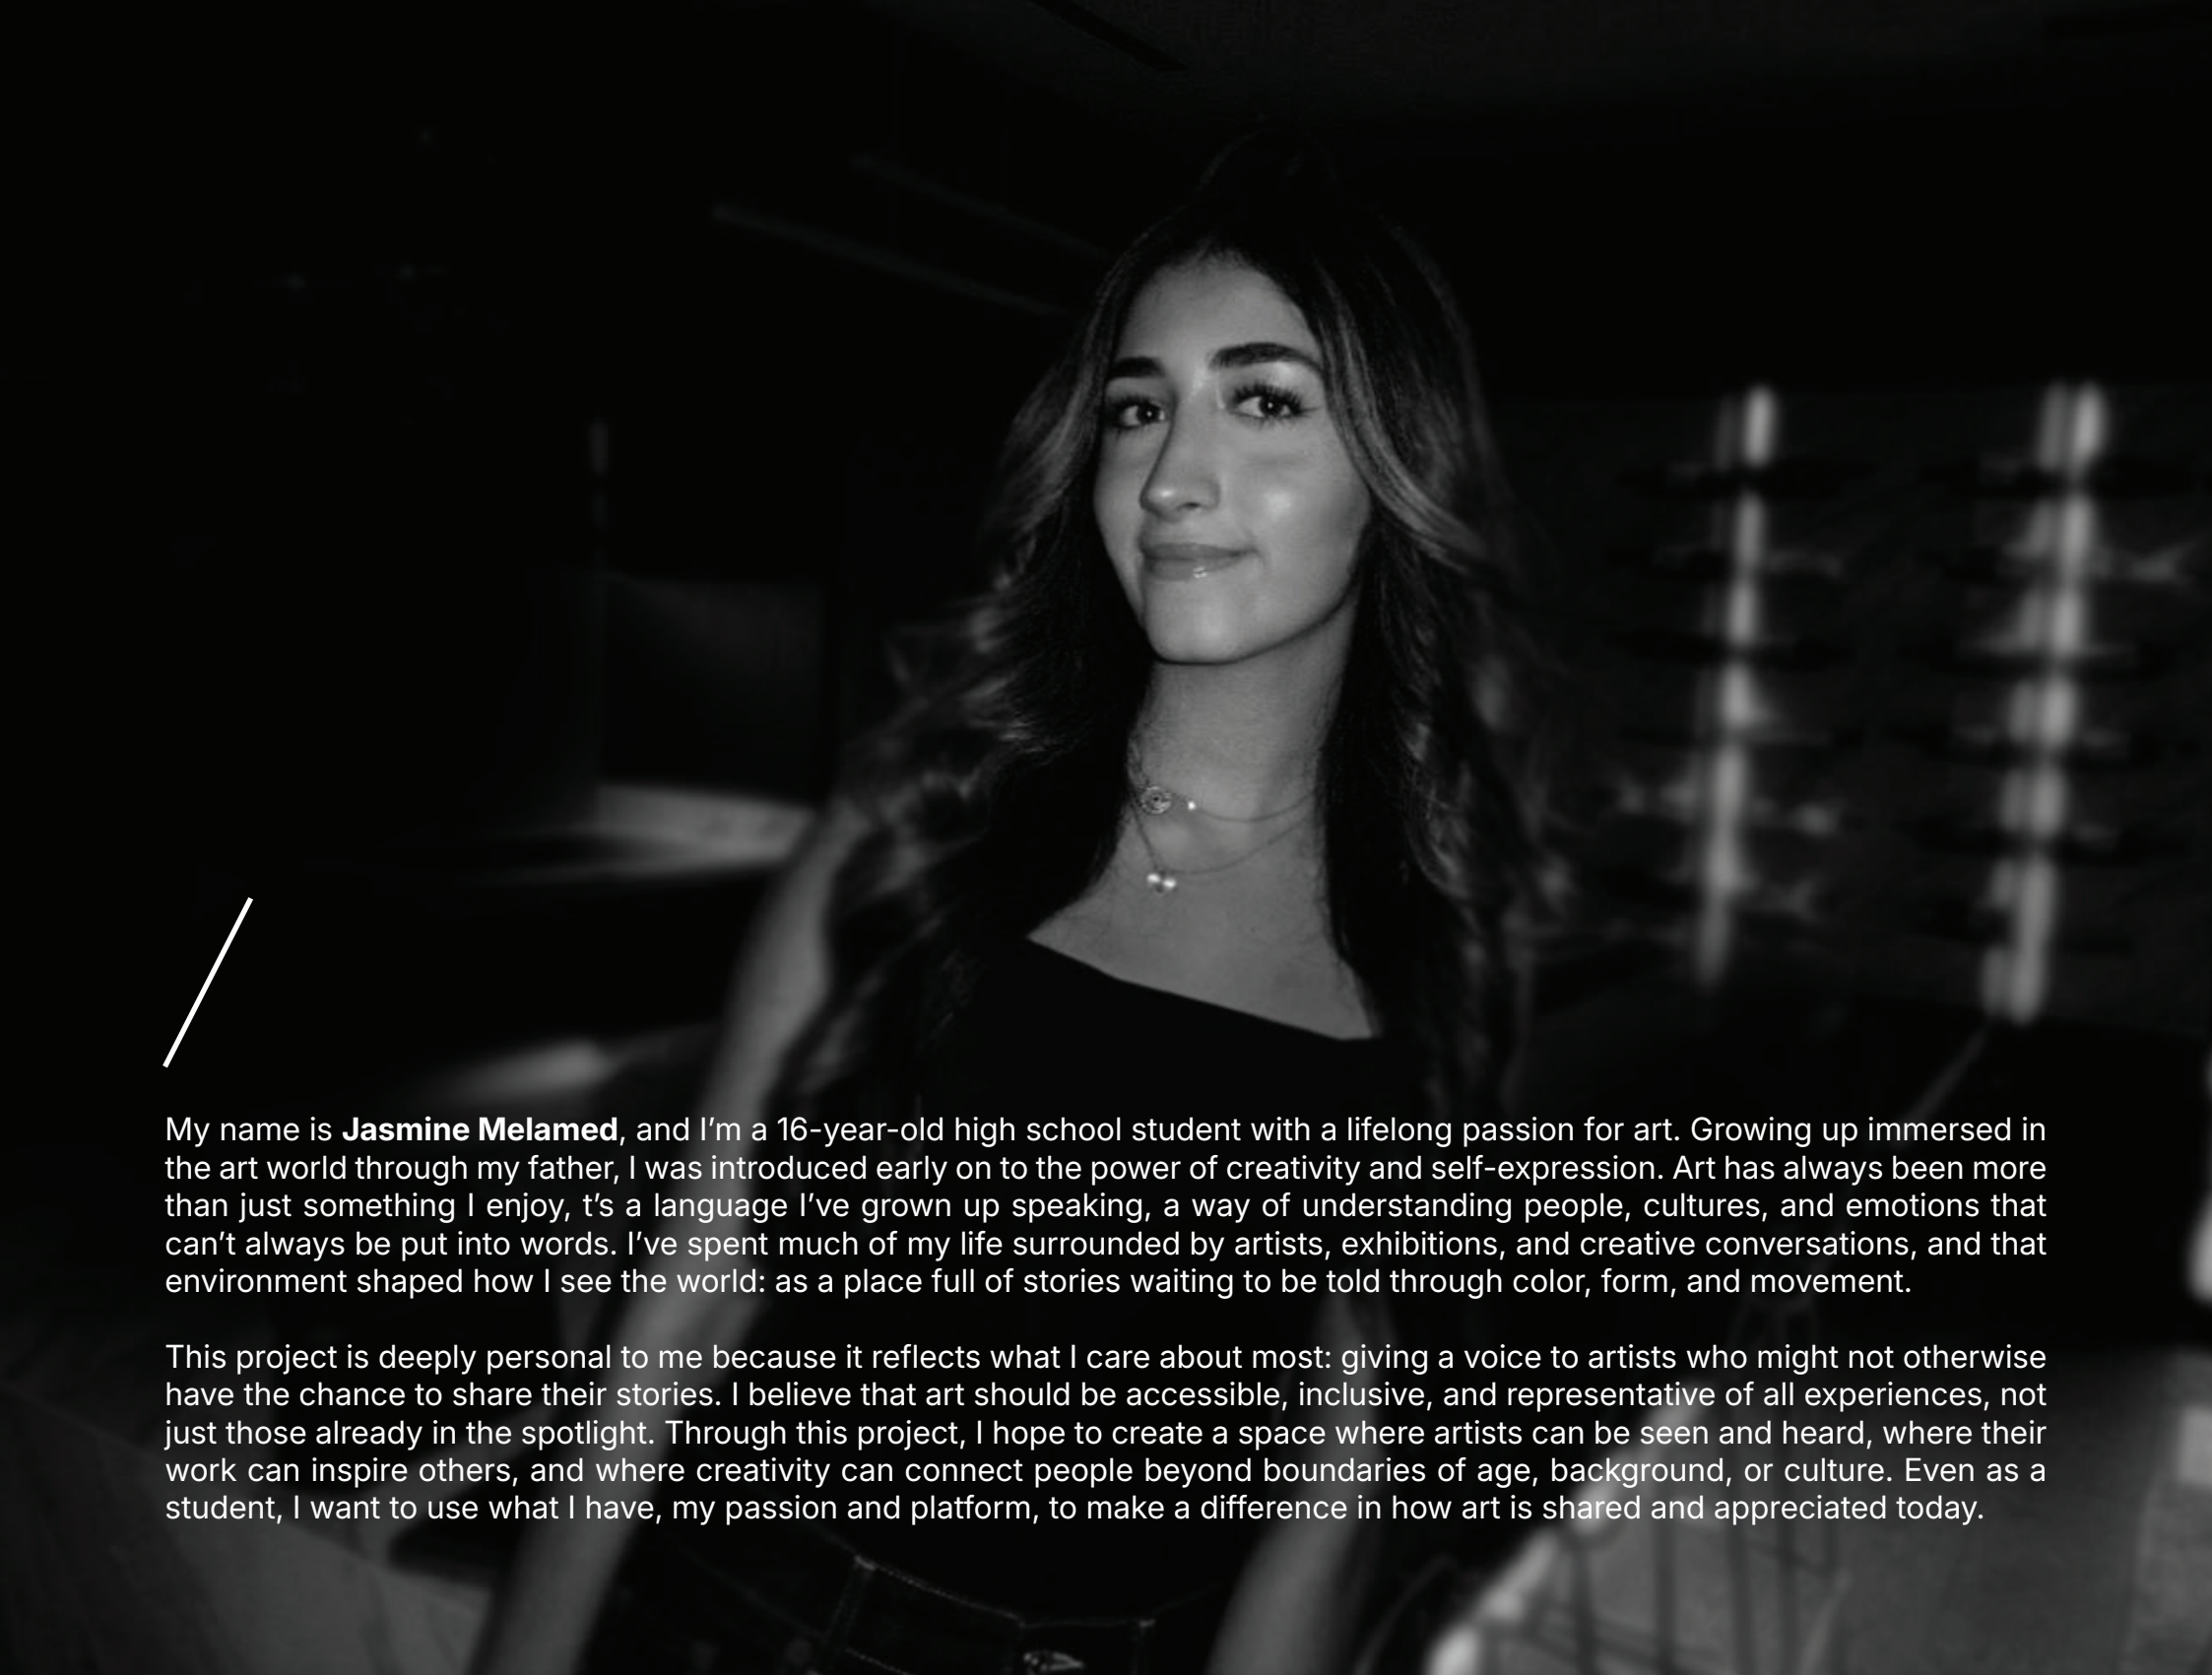 My name is Jasmine Melamed, and I’m a 16-year-old high school student with a lifelong passion for art. Growing up immersed in
the art world through my father, I was introduced early on to the power of creativity and self-expression. Art has always been more
than just something I enjoy, t’s a language I’ve grown up speaking, a way of understanding people, cultures, and emotions that
can’t always be put into words. I’ve spent much of my life surrounded by artists, exhibitions, and creative conversations, and that
environment shaped how I see the world: as a place full of stories waiting to be told through color, form, and movement.
This project is deeply personal to me because it reflects what I care about most: giving a voice to artists who might not otherwise
have the chance to share their stories. I believe that art should be accessible, inclusive, and representative of all experiences, not
just those already in the spotlight. Through this project, I hope to create a space where artists can be seen and heard, where their
work can inspire others, and where creativity can connect people beyond boundaries of age, background, or culture. Even as a
student, I want to use what I have, my passion and platform, to make a difference in how art is shared and appreciated today.